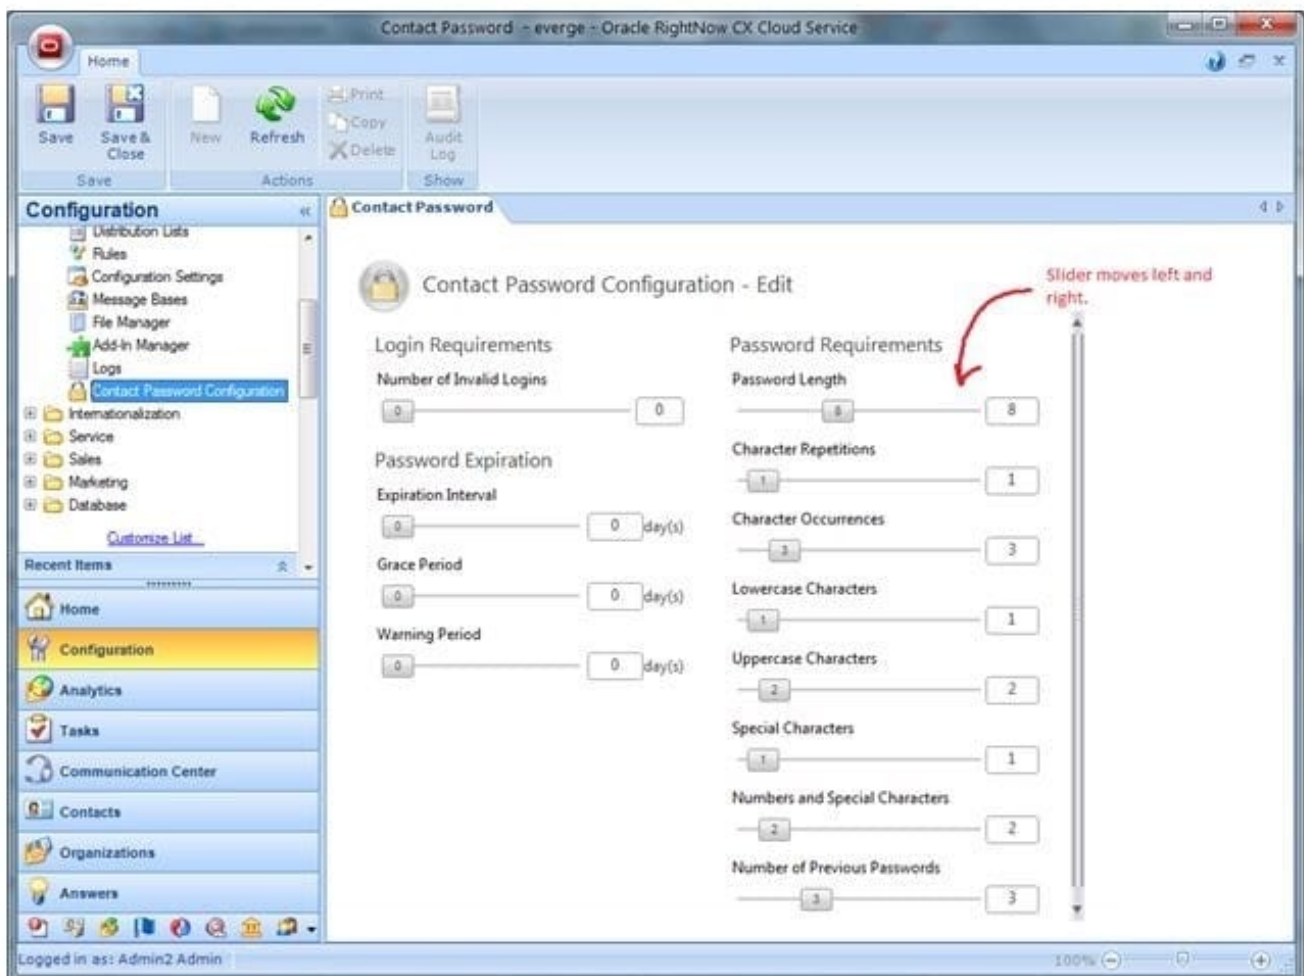 Contact Password - everge - Oracle RightNow CX Cloud Service
Home
Save
Save &
Close
New
Refresh
Print
Copy
Delete
Audit
Log
Save
Actions
Show
Configuration
Contact Password
Distribution Lists
Rules
Configuration Settings
Message Bases
File Manager
Add-In Manager
Logs
Contact Password Configuration
Internationalization
Service
Sales
Marketing
Database
Customize List...
Recent Items
Home
Configuration
Analytics
Tasks
Communication Center
Contacts
Organizations
Answers
Contact Password Configuration - Edit
Slider moves left and
right.
Login Requirements
Number of Invalid Logins
0 0
Password Expiration
Expiration Interval
0 0 day(s)
Grace Period
0 0 day(s)
Warning Period
0 0 day(s)
Password Requirements
Password Length
8 8
Character Repetitions
1 1
Character Occurrences
3 3
Lowercase Characters
1 1
Uppercase Characters
2 2
Special Characters
1 1
Numbers and Special Characters
2 2
Number of Previous Passwords
3 3
Logged in as: Admin2 Admin
100%